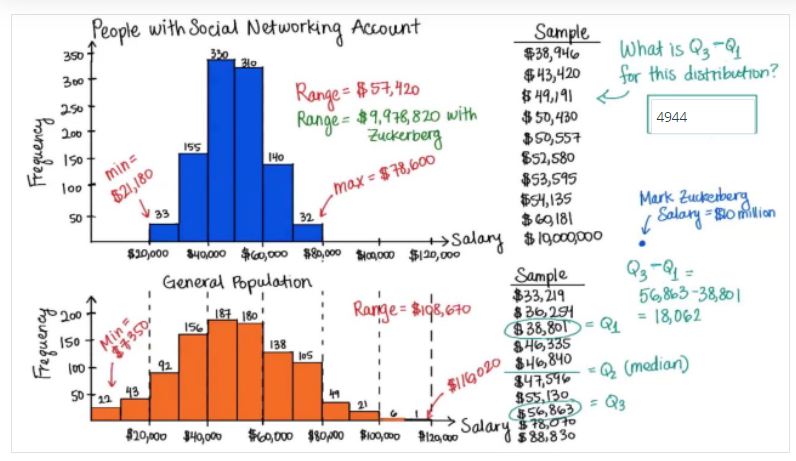 People with Social Networking Account
Frequency
350
300
250
200
150
100
50
33
155
330
310
140
32
min=
$21,180
Range = $57,420
Range = $9,978,820 with
Zuckerberg
max = $78,600
$20,000 $40,000 $60,000 $80,000 $100,000 $120,000
Salary
Sample
$38,946
$43,420
$49,191
$50,430
$50,557
$52,580
$53,595
$54,135
$60,181
$10,000,000
What is Q3-Q1
for this distribution?
4944
Mark Zuckerberg
Salary = $10 million
General Population
Frequency
200
150
100
50
22
43
92
156
187
180
138
105
49
21
6
1
Min =
$7350
Range = $108,670
$116,020
$20,000 $40,000 $60,000 $80,000 $100,000 $120,000
Salary
Sample
$33,219
$36,254
$38,801 = Q1
$46,335
$46,840
= Q2 (median)
$47,596
$55,130
$56,863 = Q3
$78,070
$88,830
Q3-Q1 =
56,863-38,801
= 18,062